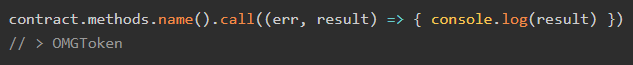 contract.methods.name().call((err, result) => { console.log(result) })
// > OMGToken